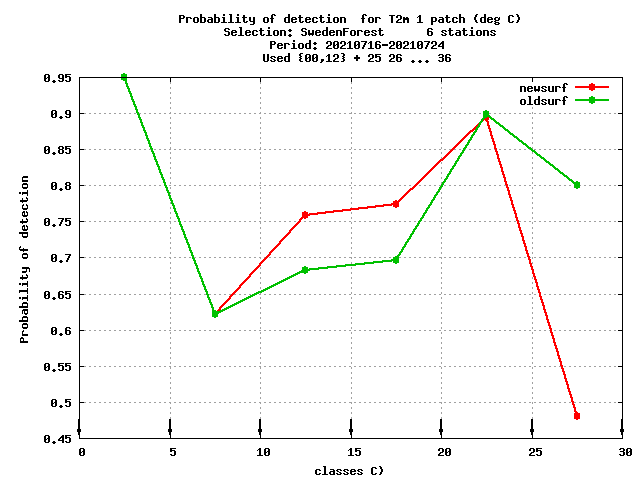 Probability of detection  for T2m 1 patch (deg C)
Selection: SwedenForest      6 stations
Period: 20210716-20210724
Used {00,12} + 25 26 ... 36
newsurf
oldsurf
Probability of detection
0.95
0.9
0.85
0.8
0.75
0.7
0.65
0.6
0.55
0.5
0.45
0 5 10 15 20 25 30
classes C)